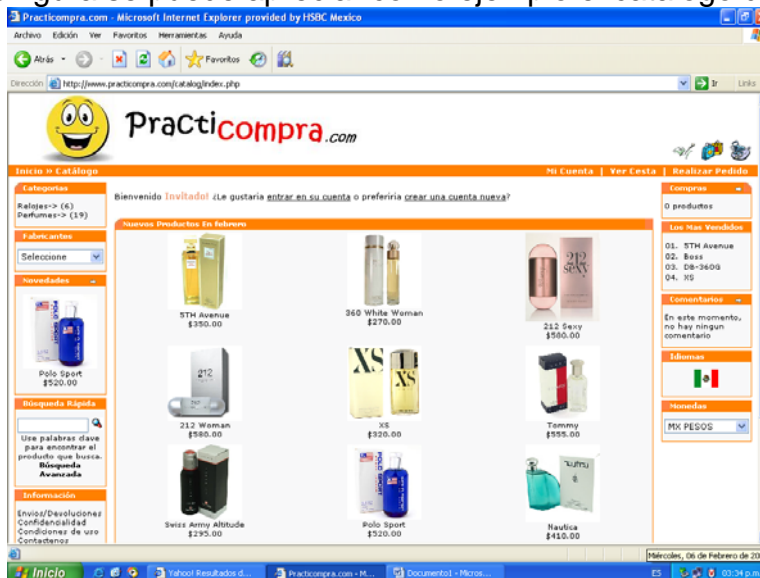 Practicompra.com - Microsoft Internet Explorer provided by HSBC Mexico
Archivo Edición Ver Favoritos Herramientas Ayuda
Atrás Favoritos
Dirección http://www.practicompra.com/catalog/index.php Ir Links
Practicompra.com
Inicio » Catálogo Mi Cuenta | Ver Cesta | Realizar Pedido
Categorías
Relojes-> (6)
Perfumes-> (19)
Fabricantes
Seleccione
Novedades
Polo Sport
$520.00
Búsqueda Rápida
Use palabras clave
para encontrar el
producto que busca.
Búsqueda
Avanzada
Información
Envios/Devoluciones
Confidencialidad
Condiciones de uso
Contactenos
Bienvenido Invitado! ¿Le gustaria entrar en su cuenta o preferiria crear una cuenta nueva?
Nuevos Productos En febrero
5TH Avenue
$350.00
360 White Woman
$270.00
212 Sexy
$580.00
212 Woman
$580.00
XS
$320.00
Tommy
$555.00
Swiss Army Altitude
$295.00
Polo Sport
$520.00
Nautica
$410.00
Compras
0 productos
Los Mas Vendidos
01. 5TH Avenue
02. Boss
03. DB-360G
04. XS
Comentarios
En este momento,
no hay ningun
comentario
Idiomas
Monedas
MX PESOS
Miércoles, 06 de Febrero de 20
Inicio Yahoo! Resultados d... Practicompra.com - M... Documento1 - Micros... ES 03:34 p.m.